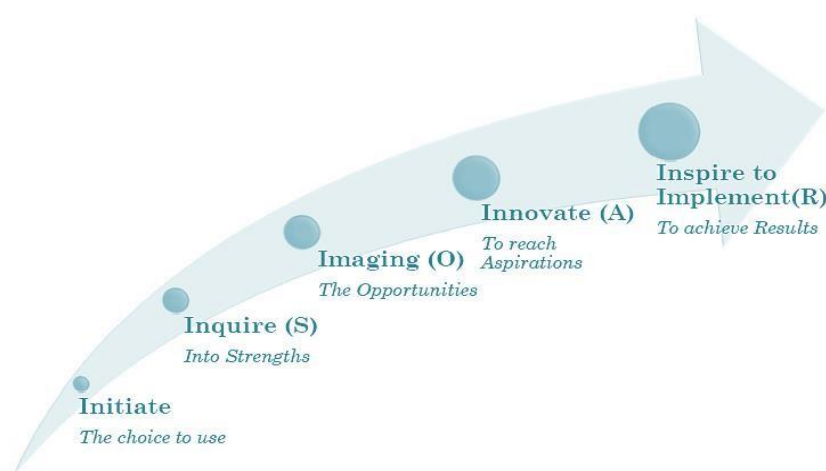 Initiate
The choice to use
Inquire (S)
Into Strengths
Imaging (O)
The Opportunities
Innovate (A)
To reach
Aspirations
Inspire to
Implement(R)
To achieve Results